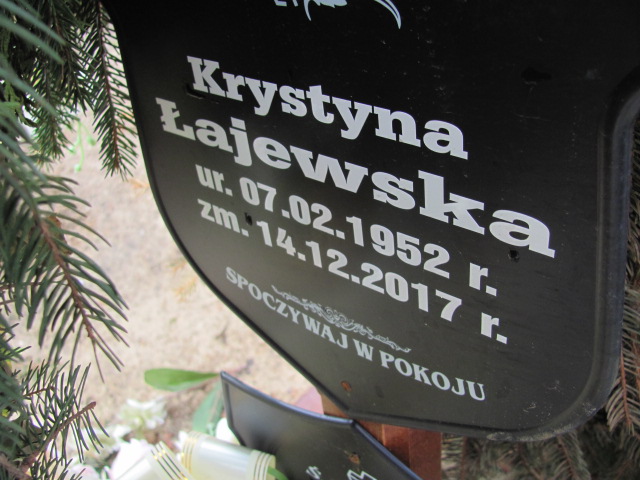 Krystyna
Łajewska
ur. 07.02.1952 r.
zm. 14.12.2017 r.
SPOCZYWAJ W POKOJU